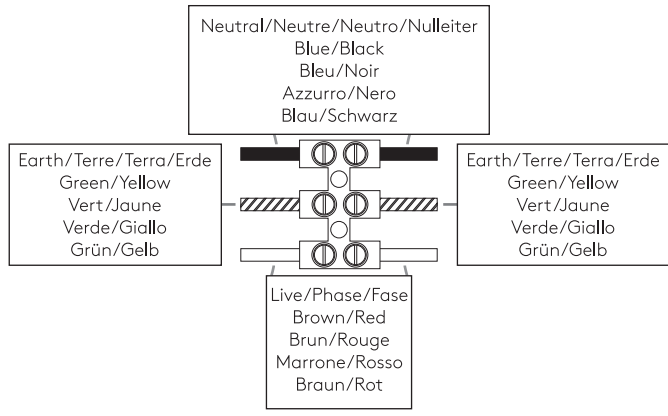 Neutral/Neutre/Neutro/Nulleiter
Blue/Black
Bleu/Noir
Azzurro/Nero
Blau/Schwarz
Earth/Terre/Terra/Erde
Green/Yellow
Vert/Jaune
Verde/Giallo
Grün/Gelb
Earth/Terre/Terra/Erde
Green/Yellow
Vert/Jaune
Verde/Giallo
Grün/Gelb
Live/Phase/Fase
Brown/Red
Brun/Rouge
Marrone/Rosso
Braun/Rot